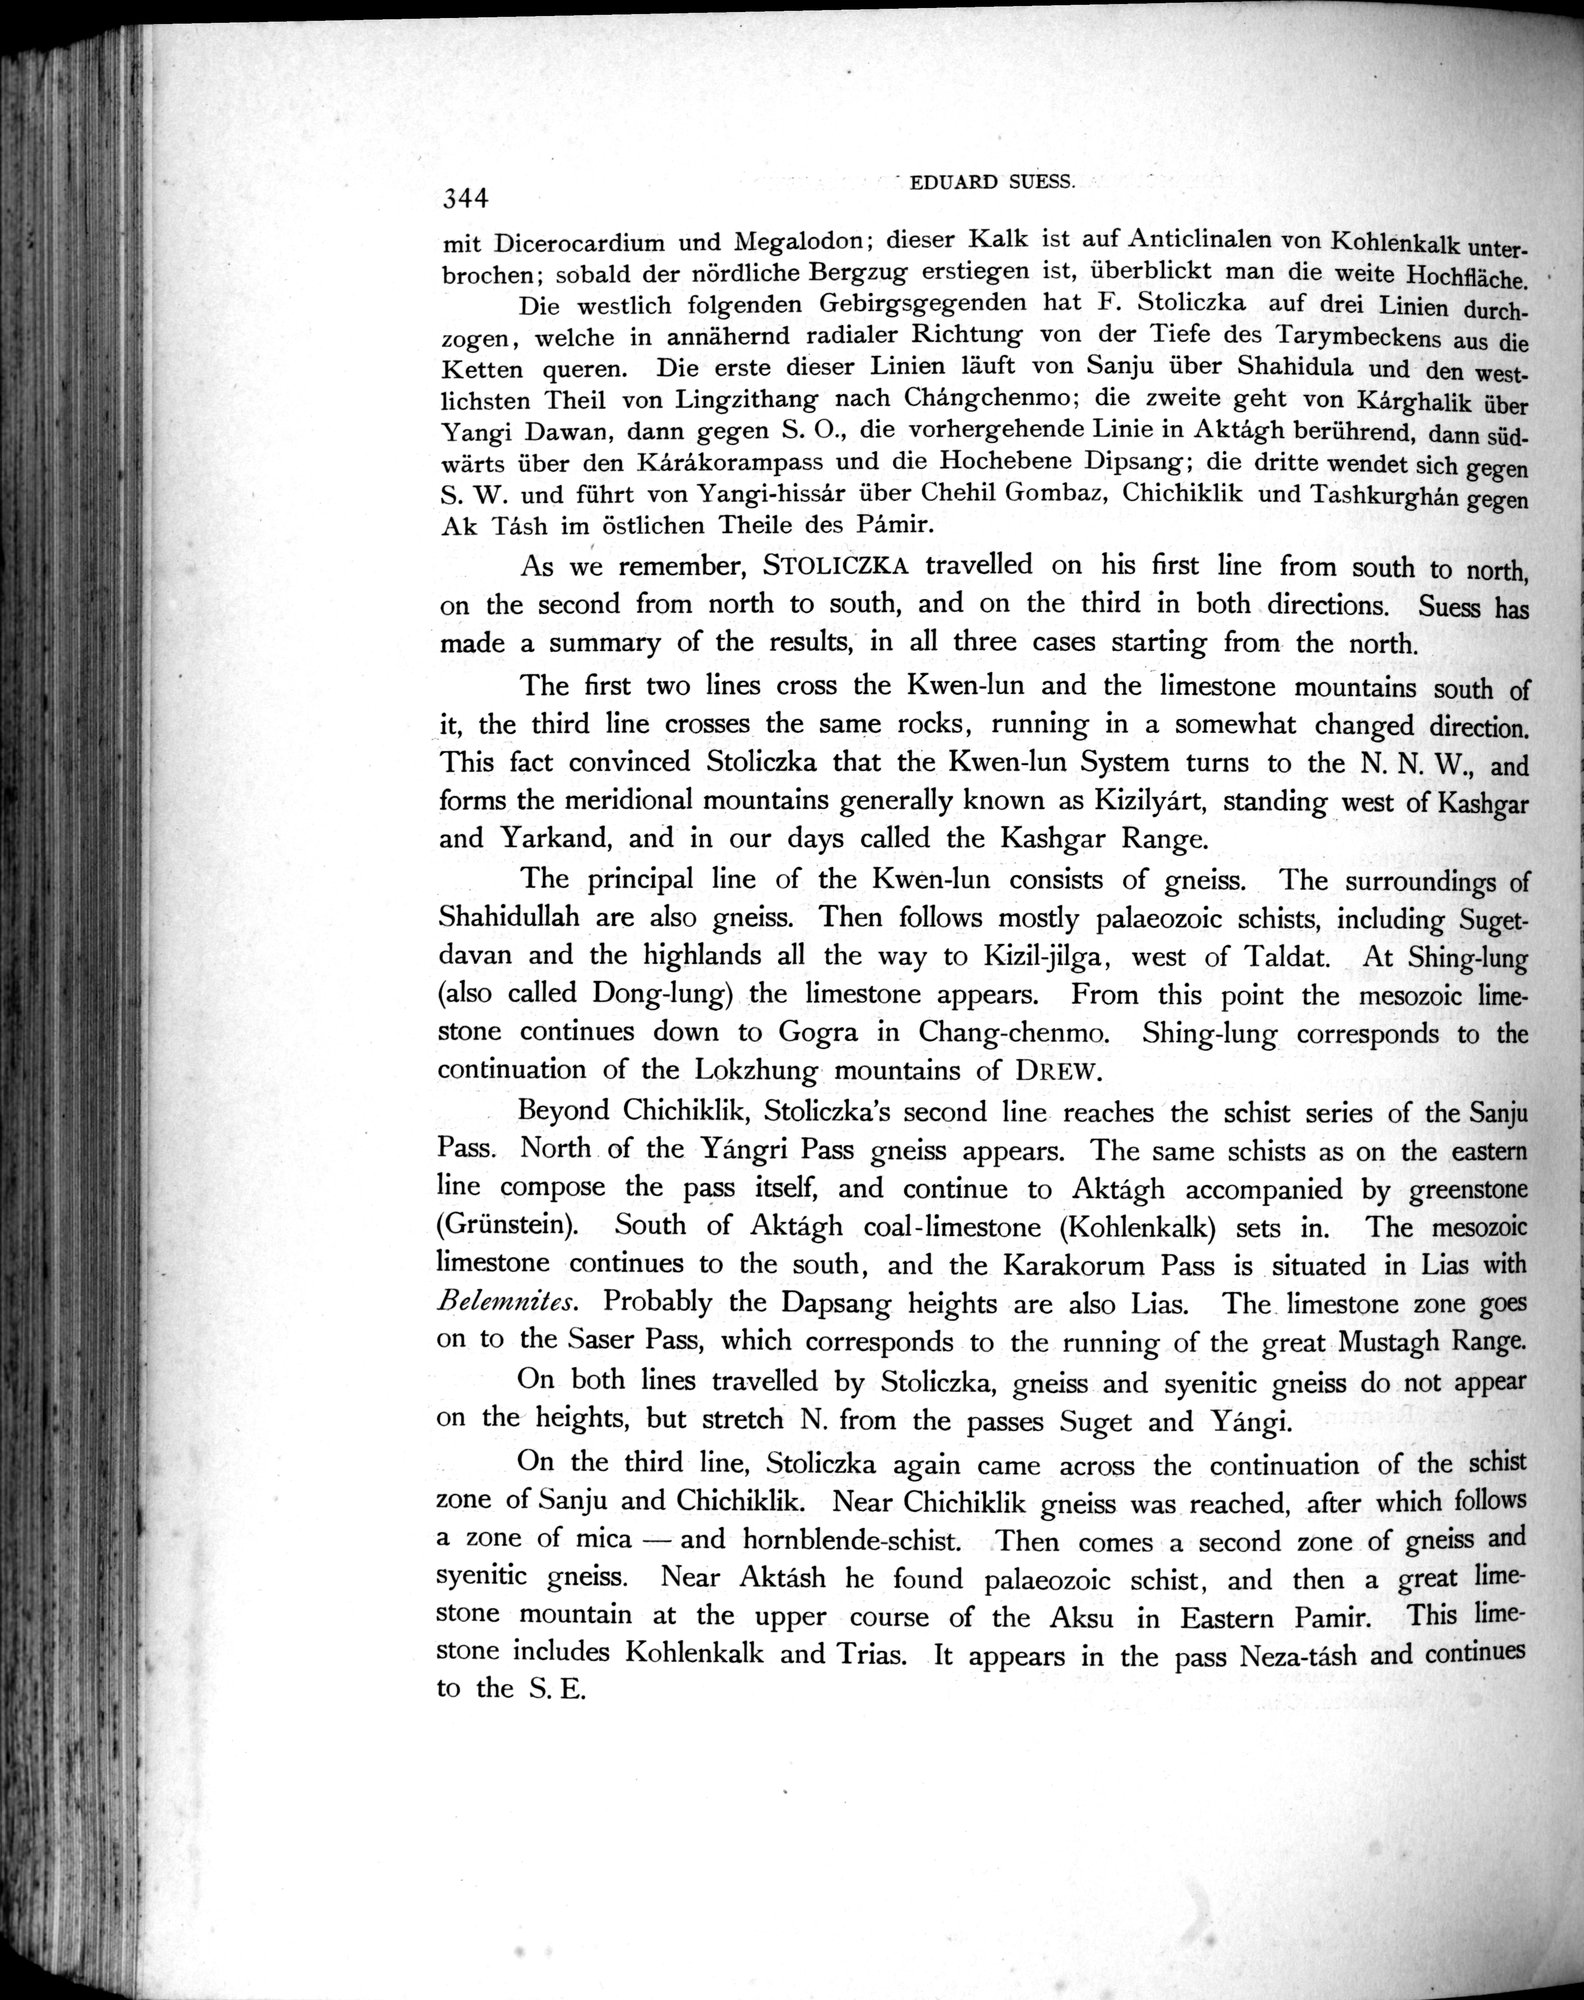 344
EDUARD SUESS.
mit Dicerocardium und Megalodon; dieser Kalk ist auf Anticlinalen von Kohlenkalk unter-
brochen; sobald der nördliche Bergzug erstiegen ist, überblickt man die weite Hochfläche.
Die westlich folgenden Gebirgsgegenden hat F. Stoliczka auf drei Linien durch-
zogen, welche in annähernd radialer Richtung von der Tiefe des Tarymbeckens aus die
Ketten queren. Die erste dieser Linien läuft von Sanju über Shahidula und den west-
lichsten Theil von Lingzithang nach Chángchenmo; die zweite geht von Kárghalik über
Yangi Dawan, dann gegen S. O., die vorhergehende Linie in Aktágh berührend, dann süd-
wärts über den Kárákorampass und die Hochebene Dipsang; die dritte wendet sich gegen
S. W. und führt von Yangi-hissár über Chehil Gombaz, Chichiklik und Tashkurghán gegen
Ak Tásh im östlichen Theile des Pámir.
As we remember, STOLICZKA travelled on his first line from south to north,
on the second from north to south, and on the third in both directions. Suess has
made a summary of the results, in all three cases starting from the north.
The first two lines cross the Kwen-lun and the limestone mountains south of
it, the third line crosses the same rocks, running in a somewhat changed direction.
This fact convinced Stoliczka that the Kwen-lun System turns to the N. N. W., and
forms the meridional mountains generally known as Kizilyárt, standing west of Kashgar
and Yarkand, and in our days called the Kashgar Range.
The principal line of the Kwen-lun consists of gneiss. The surroundings of
Shahidullah are also gneiss. Then follows mostly palaeozoic schists, including Suget-
davan and the highlands all the way to Kizil-jilga, west of Taldat. At Shing-lung
(also called Dong-lung) the limestone appears. From this point the mesozoic lime-
stone continues down to Gogra in Chang-chenmo. Shing-lung corresponds to the
continuation of the Lokzhung mountains of DREW.
Beyond Chichiklik, Stoliczka's second line reaches the schist series of the Sanju
Pass. North of the Yángri Pass gneiss appears. The same schists as on the eastern
line compose the pass itself, and continue to Aktágh accompanied by greenstone
(Grünstein). South of Aktágh coal-limestone (Kohlenkalk) sets in. The mesozoic
limestone continues to the south, and the Karakorum Pass is situated in Lias with
Belemnites. Probably the Dapsang heights are also Lias. The limestone zone goes
on to the Saser Pass, which corresponds to the running of the great Mustagh Range.
On both lines travelled by Stoliczka, gneiss and syenitic gneiss do not appear
on the heights, but stretch N. from the passes Suget and Yángi.
On the third line, Stoliczka again came across the continuation of the schist
zone of Sanju and Chichiklik. Near Chichiklik gneiss was reached, after which follows
a zone of mica — and hornblende-schist. Then comes a second zone of gneiss and
syenitic gneiss. Near Aktásh he found palaeozoic schist, and then a great lime-
stone mountain at the upper course of the Aksu in Eastern Pamir. This lime-
stone includes Kohlenkalk and Trias. It appears in the pass Neza-tásh and continues
to the S. E.